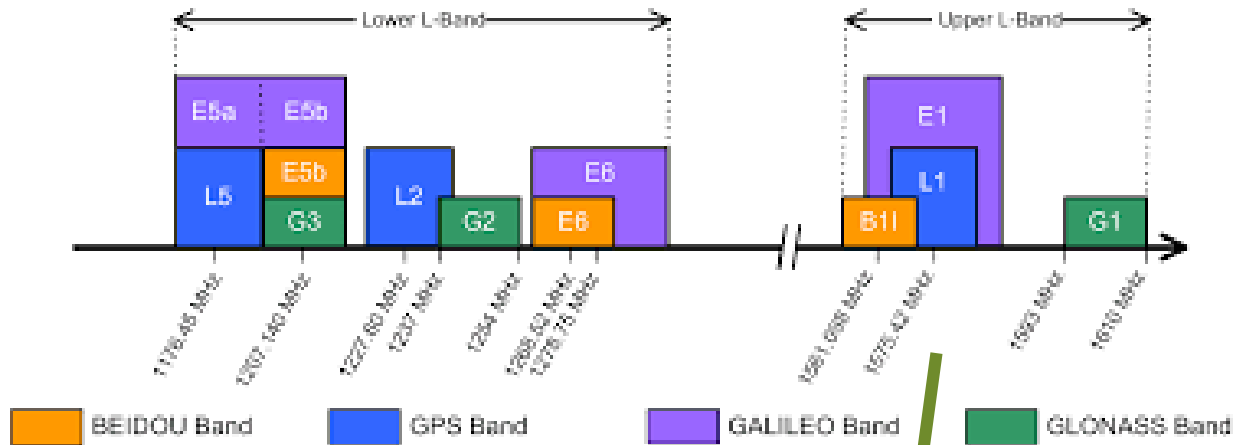 Lower L-Band
Upper L-Band
E5a
E5b
E1
L5
E5b
L2
E6
L1
G3
G2
E6
B1I
G1
1176.45 MHz
1207.140 MHz
1227.60 MHz
1237 MHz
1254 MHz
1268.52 MHz
1278.75 MHz
1561.098 MHz
1575.42 MHz
1593 MHz
1610 MHz
BEIDOU Band
GPS Band
GALILEO Band
GLONASS Band